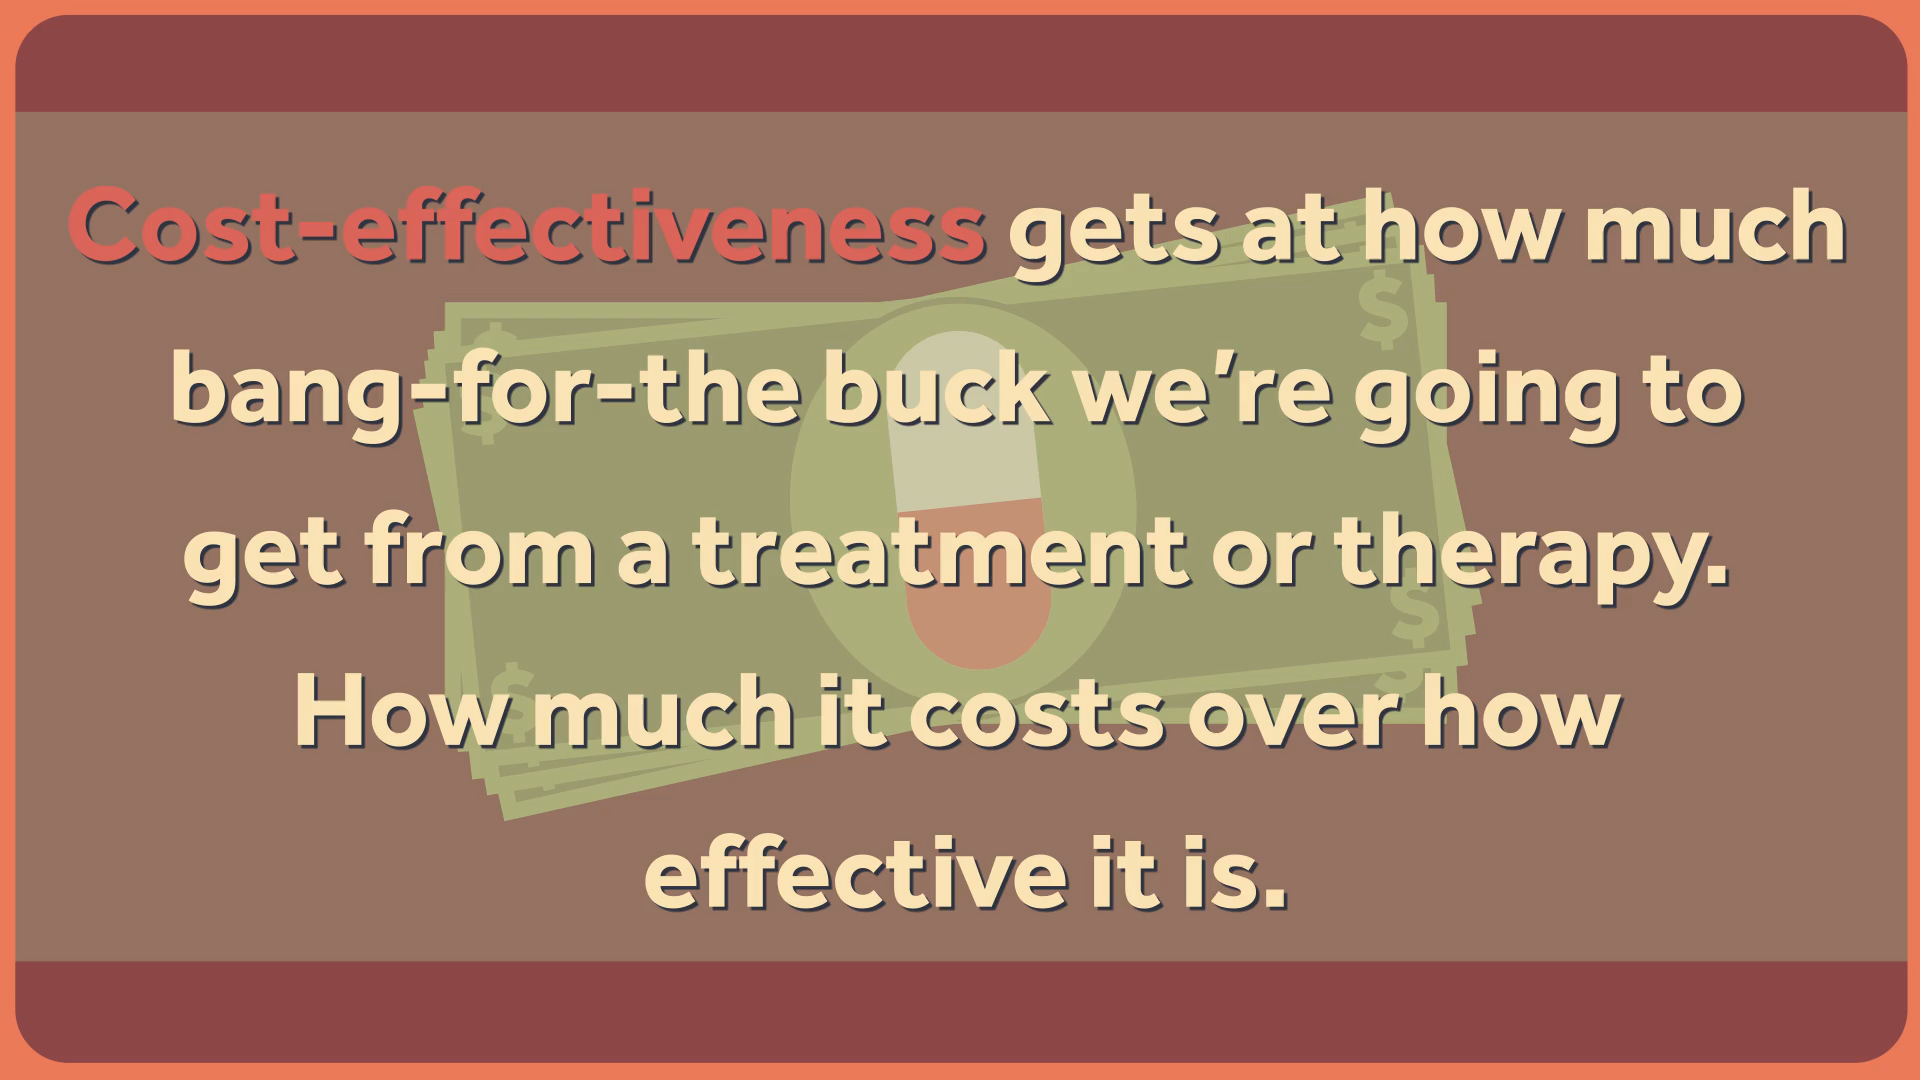 Cost-effectiveness gets at how much
bang-for-the buck we're going to
get from a treatment or therapy.
How much it costs over how
effective it is.